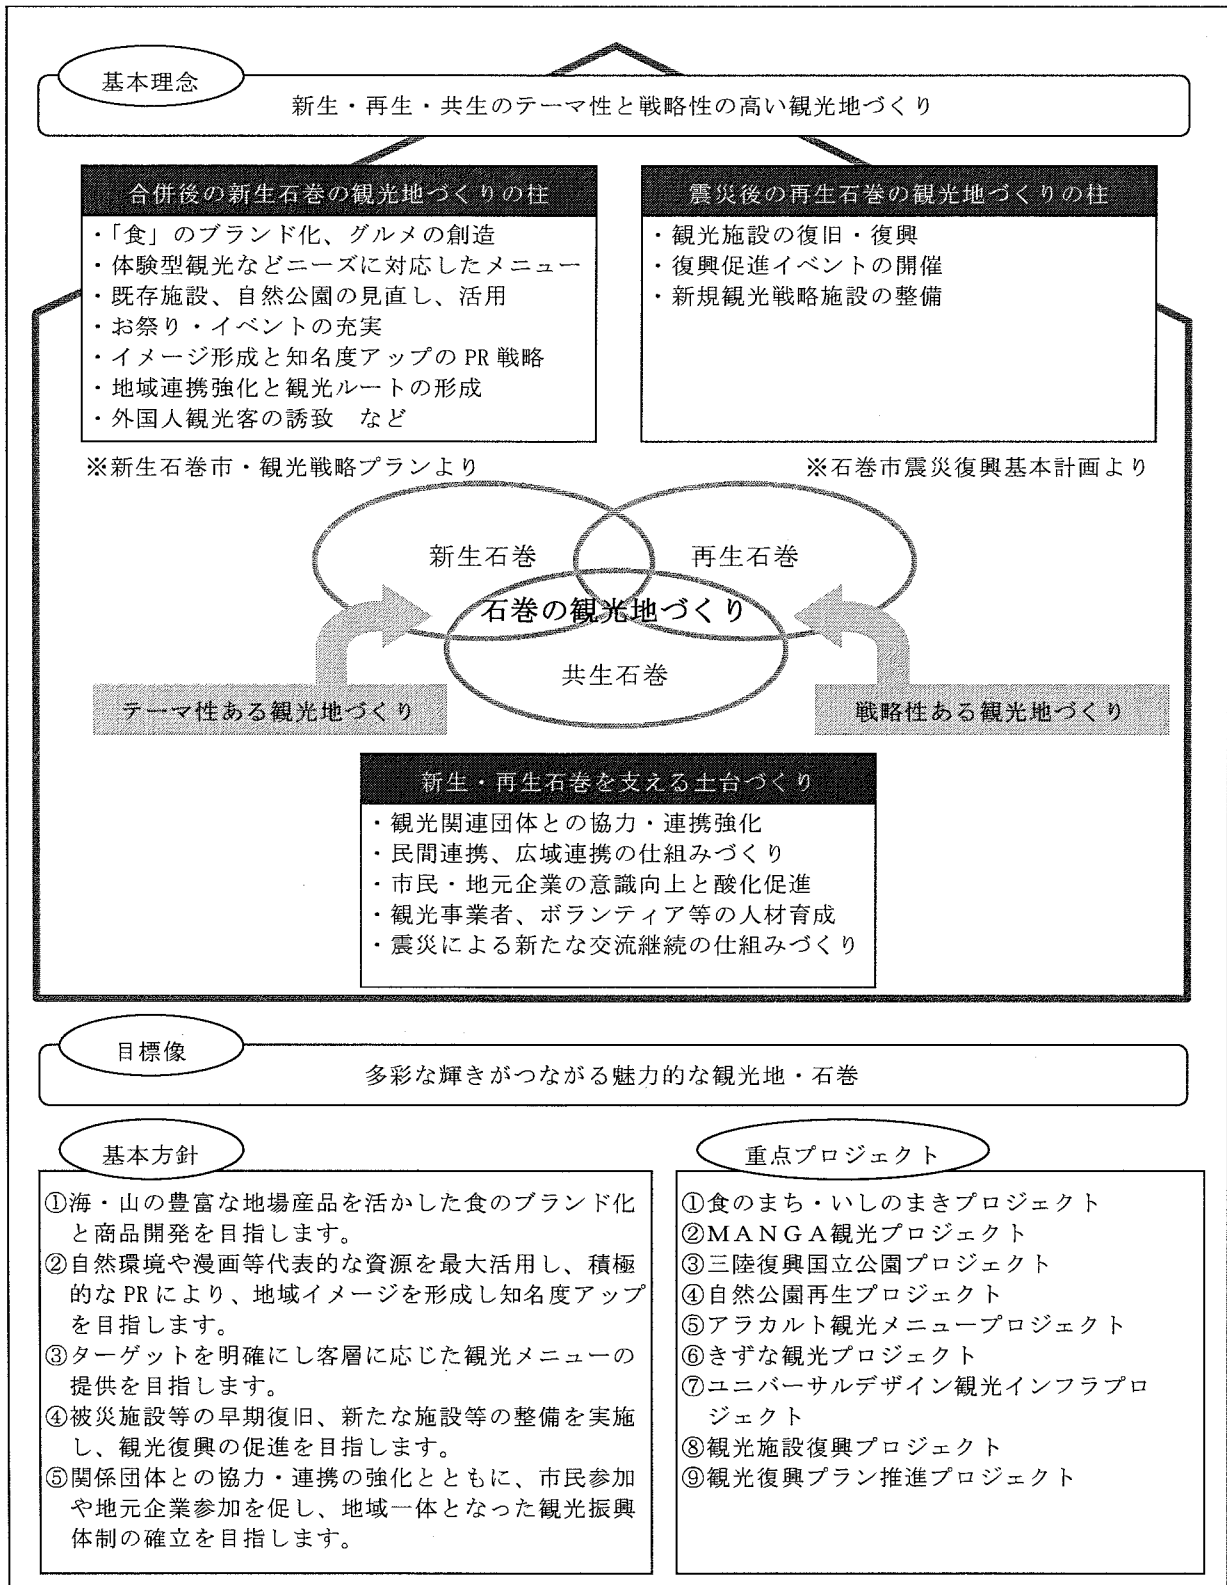 基本理念
新生・再生・共生のテーマ性と戦略性の高い観光地づくり
合併後の新生石巻の観光地づくりの柱
・「食」のブランド化、グルメの創造
・体験型観光などニーズに対応したメニュー
・既存施設、自然公園の見直し、活用
・お祭り・イベントの充実
・イメージ形成と知名度アップの PR 戦略
・地域連携強化と観光ルートの形成
・外国人観光客の誘致　など
※新生石巻市・観光戦略プランより
震災後の再生石巻の観光地づくりの柱
・観光施設の復旧・復興
・復興促進イベントの開催
・新規観光戦略施設の整備
※石巻市震災復興基本計画より
新生石巻
再生石巻
石巻の観光地づくり
共生石巻
テーマ性ある観光地づくり
戦略性ある観光地づくり
新生・再生石巻を支える土台づくり
・観光関連団体との協力・連携強化
・民間連携、広域連携の仕組みづくり
・市民・地元企業の意識向上と酸化促進
・観光事業者、ボランティア等の人材育成
・震災による新たな交流継続の仕組みづくり
目標像
多彩な輝きがつながる魅力的な観光地・石巻
基本方針
①海・山の豊富な地場産品を活かした食のブランド化
と商品開発を目指します。
②自然環境や漫画等代表的な資源を最大活用し、積極
的な PR により、地域イメージを形成し知名度アップ
を目指します。
③ターゲットを明確にし客層に応じた観光メニューの
提供を目指します。
④被災施設等の早期復旧、新たな施設等の整備を実施
し、観光復興の促進を目指します。
⑤関係団体との協力・連携の強化とともに、市民参加
や地元企業参加を促し、地域一体となった観光振興
体制の確立を目指します。
重点プロジェクト
①食のまち・いしのまきプロジェクト
②ＭＡＮＧＡ観光プロジェクト
③三陸復興国立公園プロジェクト
④自然公園再生プロジェクト
⑤アラカルト観光メニュープロジェクト
⑥きずな観光プロジェクト
⑦ユニバーサルデザイン観光インフラプロ
ジェクト
⑧観光施設復興プロジェクト
⑨観光復興プラン推進プロジェクト